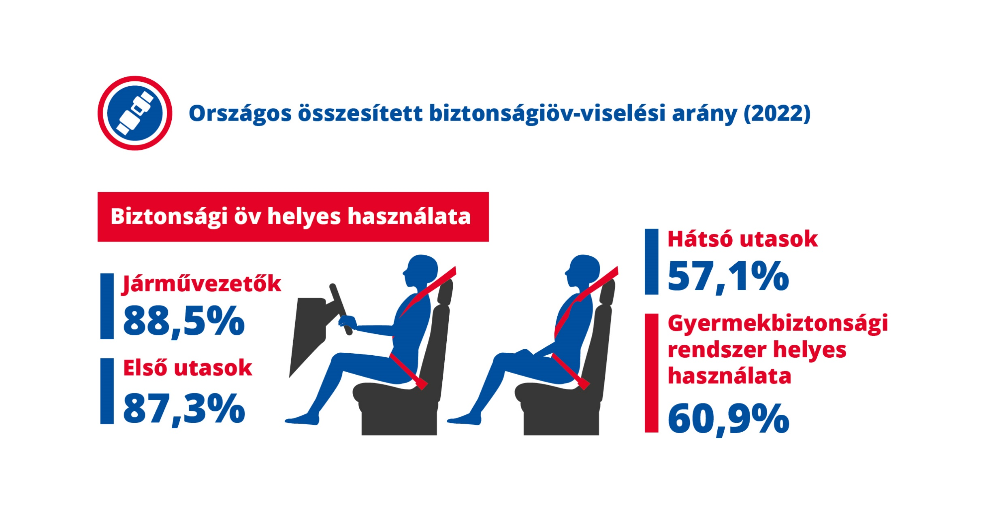 Országos összesített biztonságiöv-viselési arány (2022)
Biztonsági öv helyes használata
Járművezetők
88,5%
Első utasok
87,3%
Hátsó utasok
57,1%
Gyermekbiztonsági
rendszer helyes
használata
60,9%